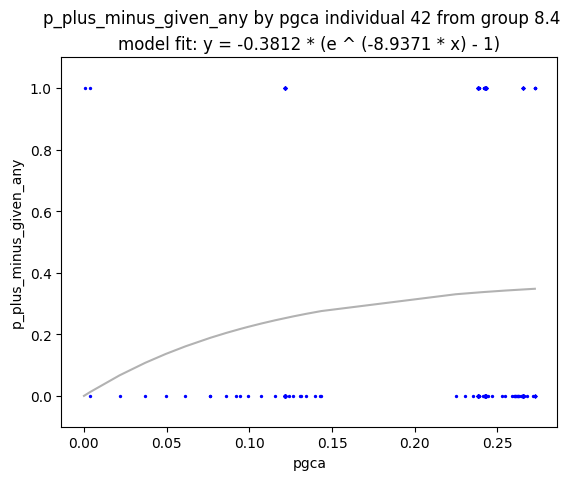 p_plus_minus_given_any by pgca individual 42 from group 8.4
model fit: y = -0.3812 * (e ^ (-8.9371 * x) - 1)
1.0
0.8
0.6
0.4
0.2
0.0
p_plus_minus_given_any
0.00 0.05 0.10 0.15 0.20 0.25
pgca